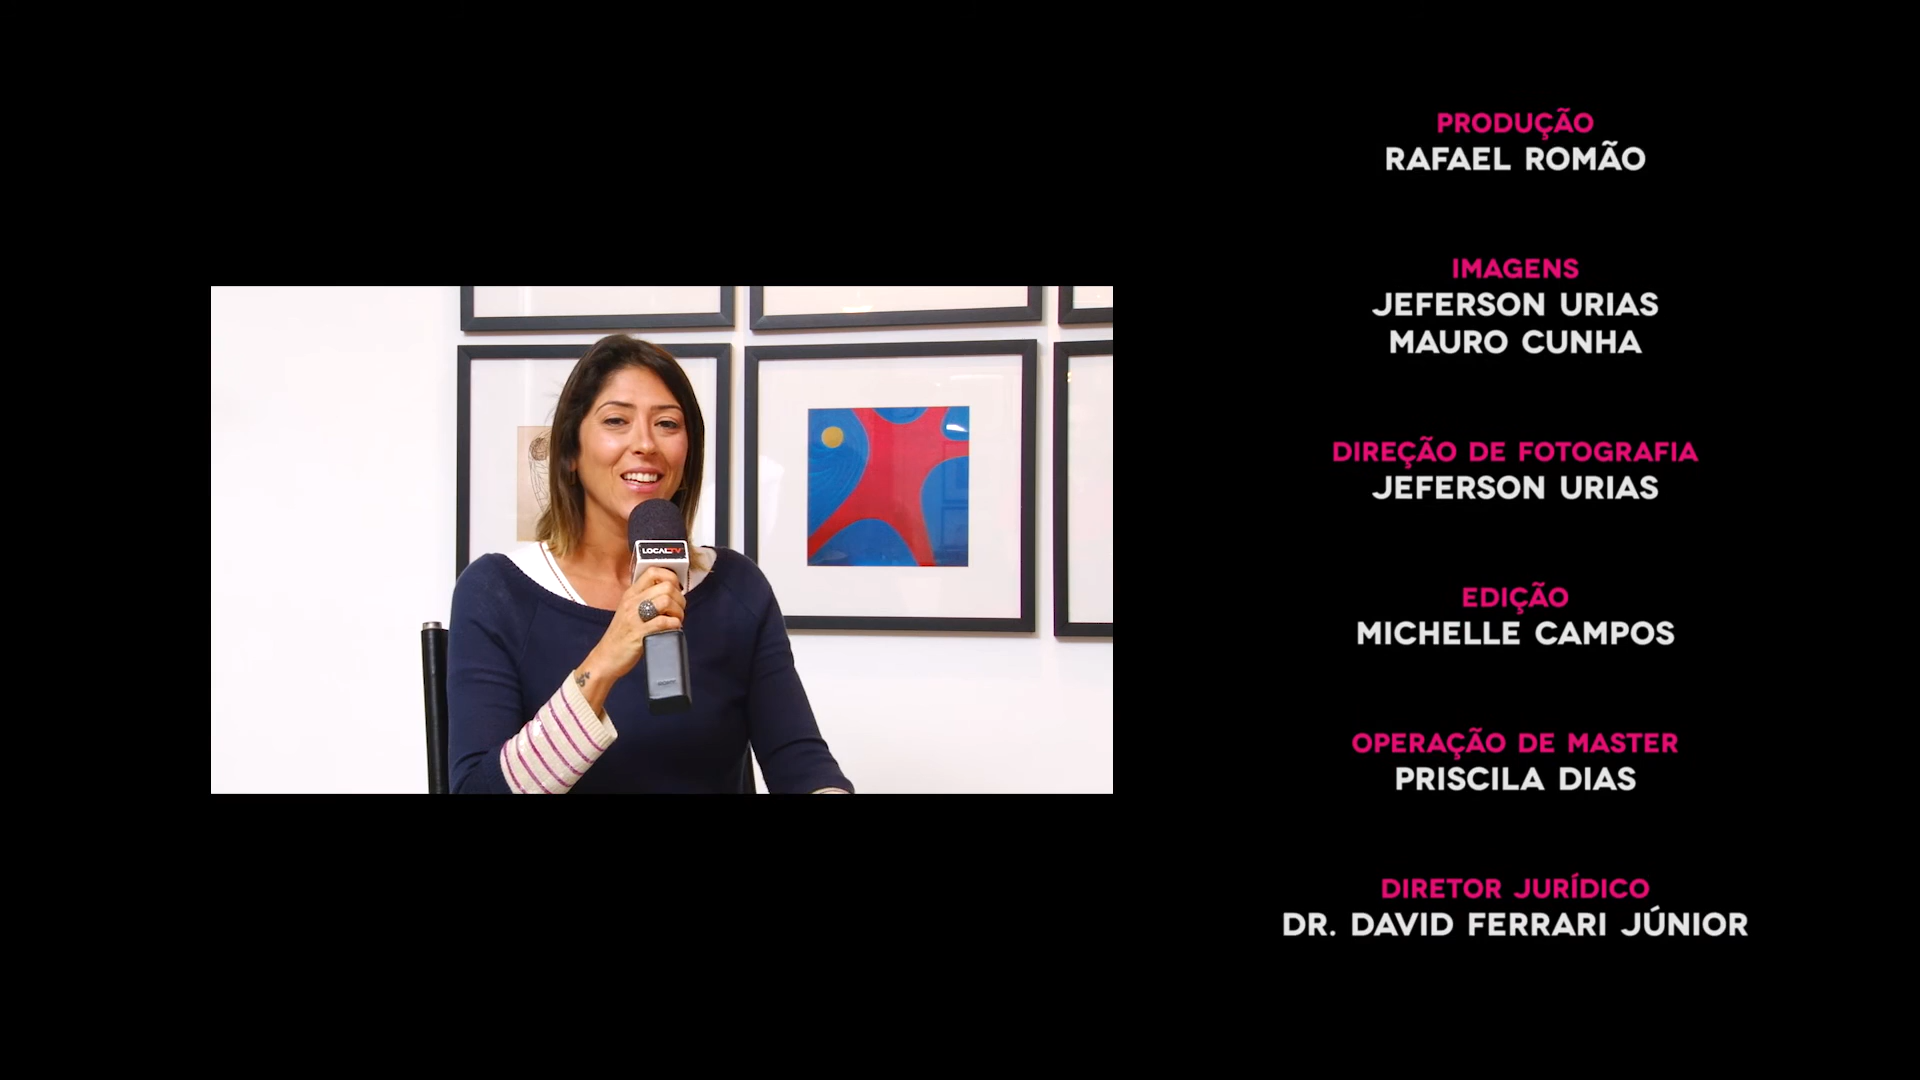 PRODUÇÃO
RAFAEL ROMÃO
IMAGENS
JEFERSON URIAS
MAURO CUNHA
DIREÇÃO DE FOTOGRAFIA
JEFERSON URIAS
EDIÇÃO
MICHELLE CAMPOS
OPERAÇÃO DE MASTER
PRISCILA DIAS
DIRETOR JURÍDICO
DR. DAVID FERRARI JÚNIOR
LOCALTV